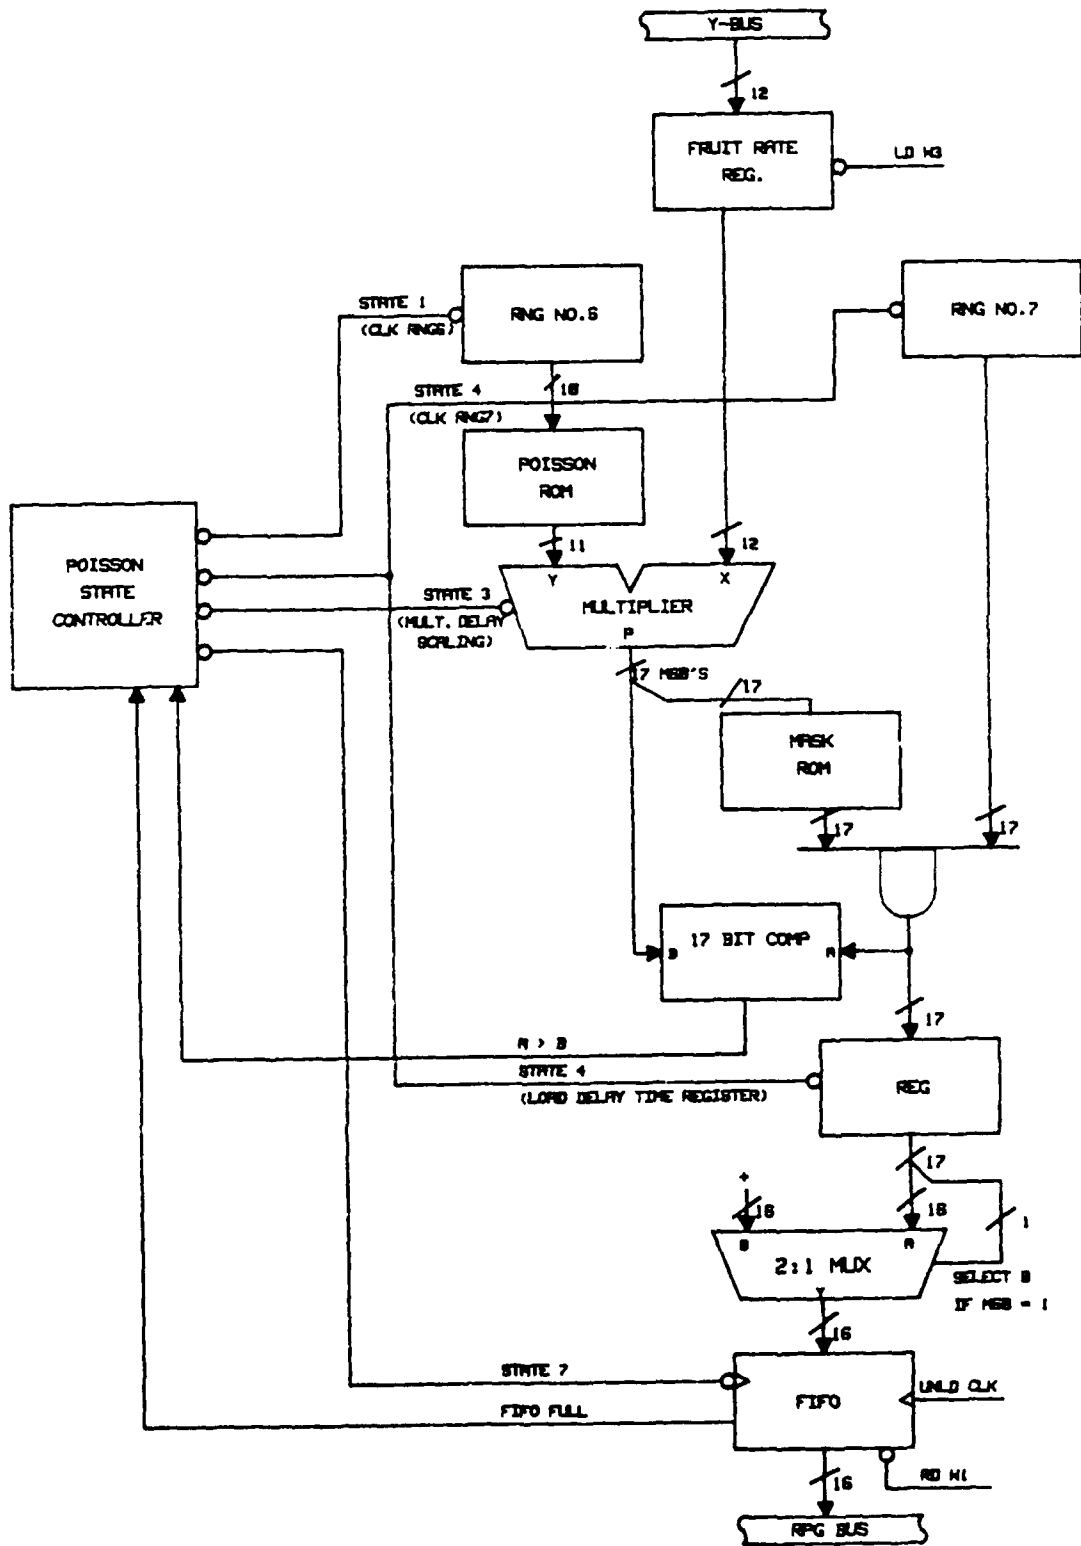 Y-BUS
12
FRUIT RATE
REG.
LD W3
STATE 1
(CLK RNG6)
RNG NO.6
RNG NO.7
16
STATE 4
(CLK RNG7)
POISSON
ROM
11
12
POISSON
STATE
CONTROLLER
Y
X
STATE 3
(MULT. DELAY
SCALING)
MULTIPLIER
P
17 MSB'S
17
MASK
ROM
17
17
17 BIT COMP
B
A
17
A > B
STATE 4
(LOAD DELAY TIME REGISTER)
REG
17
+
16
16
1
B
A
2:1 MUX
Y
SELECT B
IF MSB = 1
16
STATE 7
FIFO
UNLD CLK
FIFO FULL
16
RD W1
RPG BUS